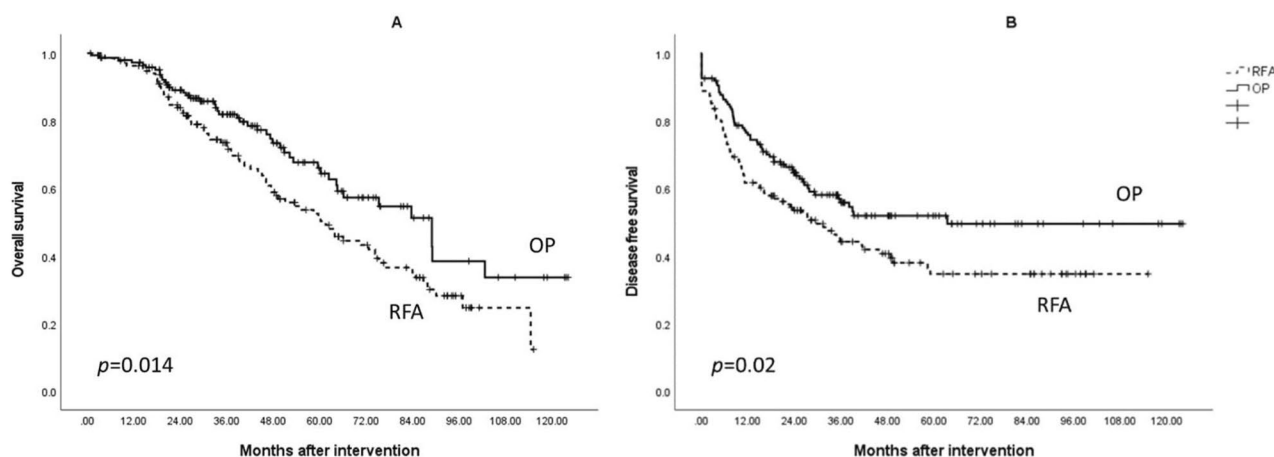 A
Overall survival
1.0
0.8
0.6
0.4
0.2
0.0
OP
RFA
p=0.014
.00 12.00 24.00 36.00 48.00 60.00 72.00 84.00 96.00 108.00 120.00
Months after intervention
B
Disease free survival
1.0
0.8
0.6
0.4
0.2
0.0
OP
RFA
p=0.02
.00 12.00 24.00 36.00 48.00 60.00 72.00 84.00 96.00 108.00 120.00
Months after intervention
RFA
OP